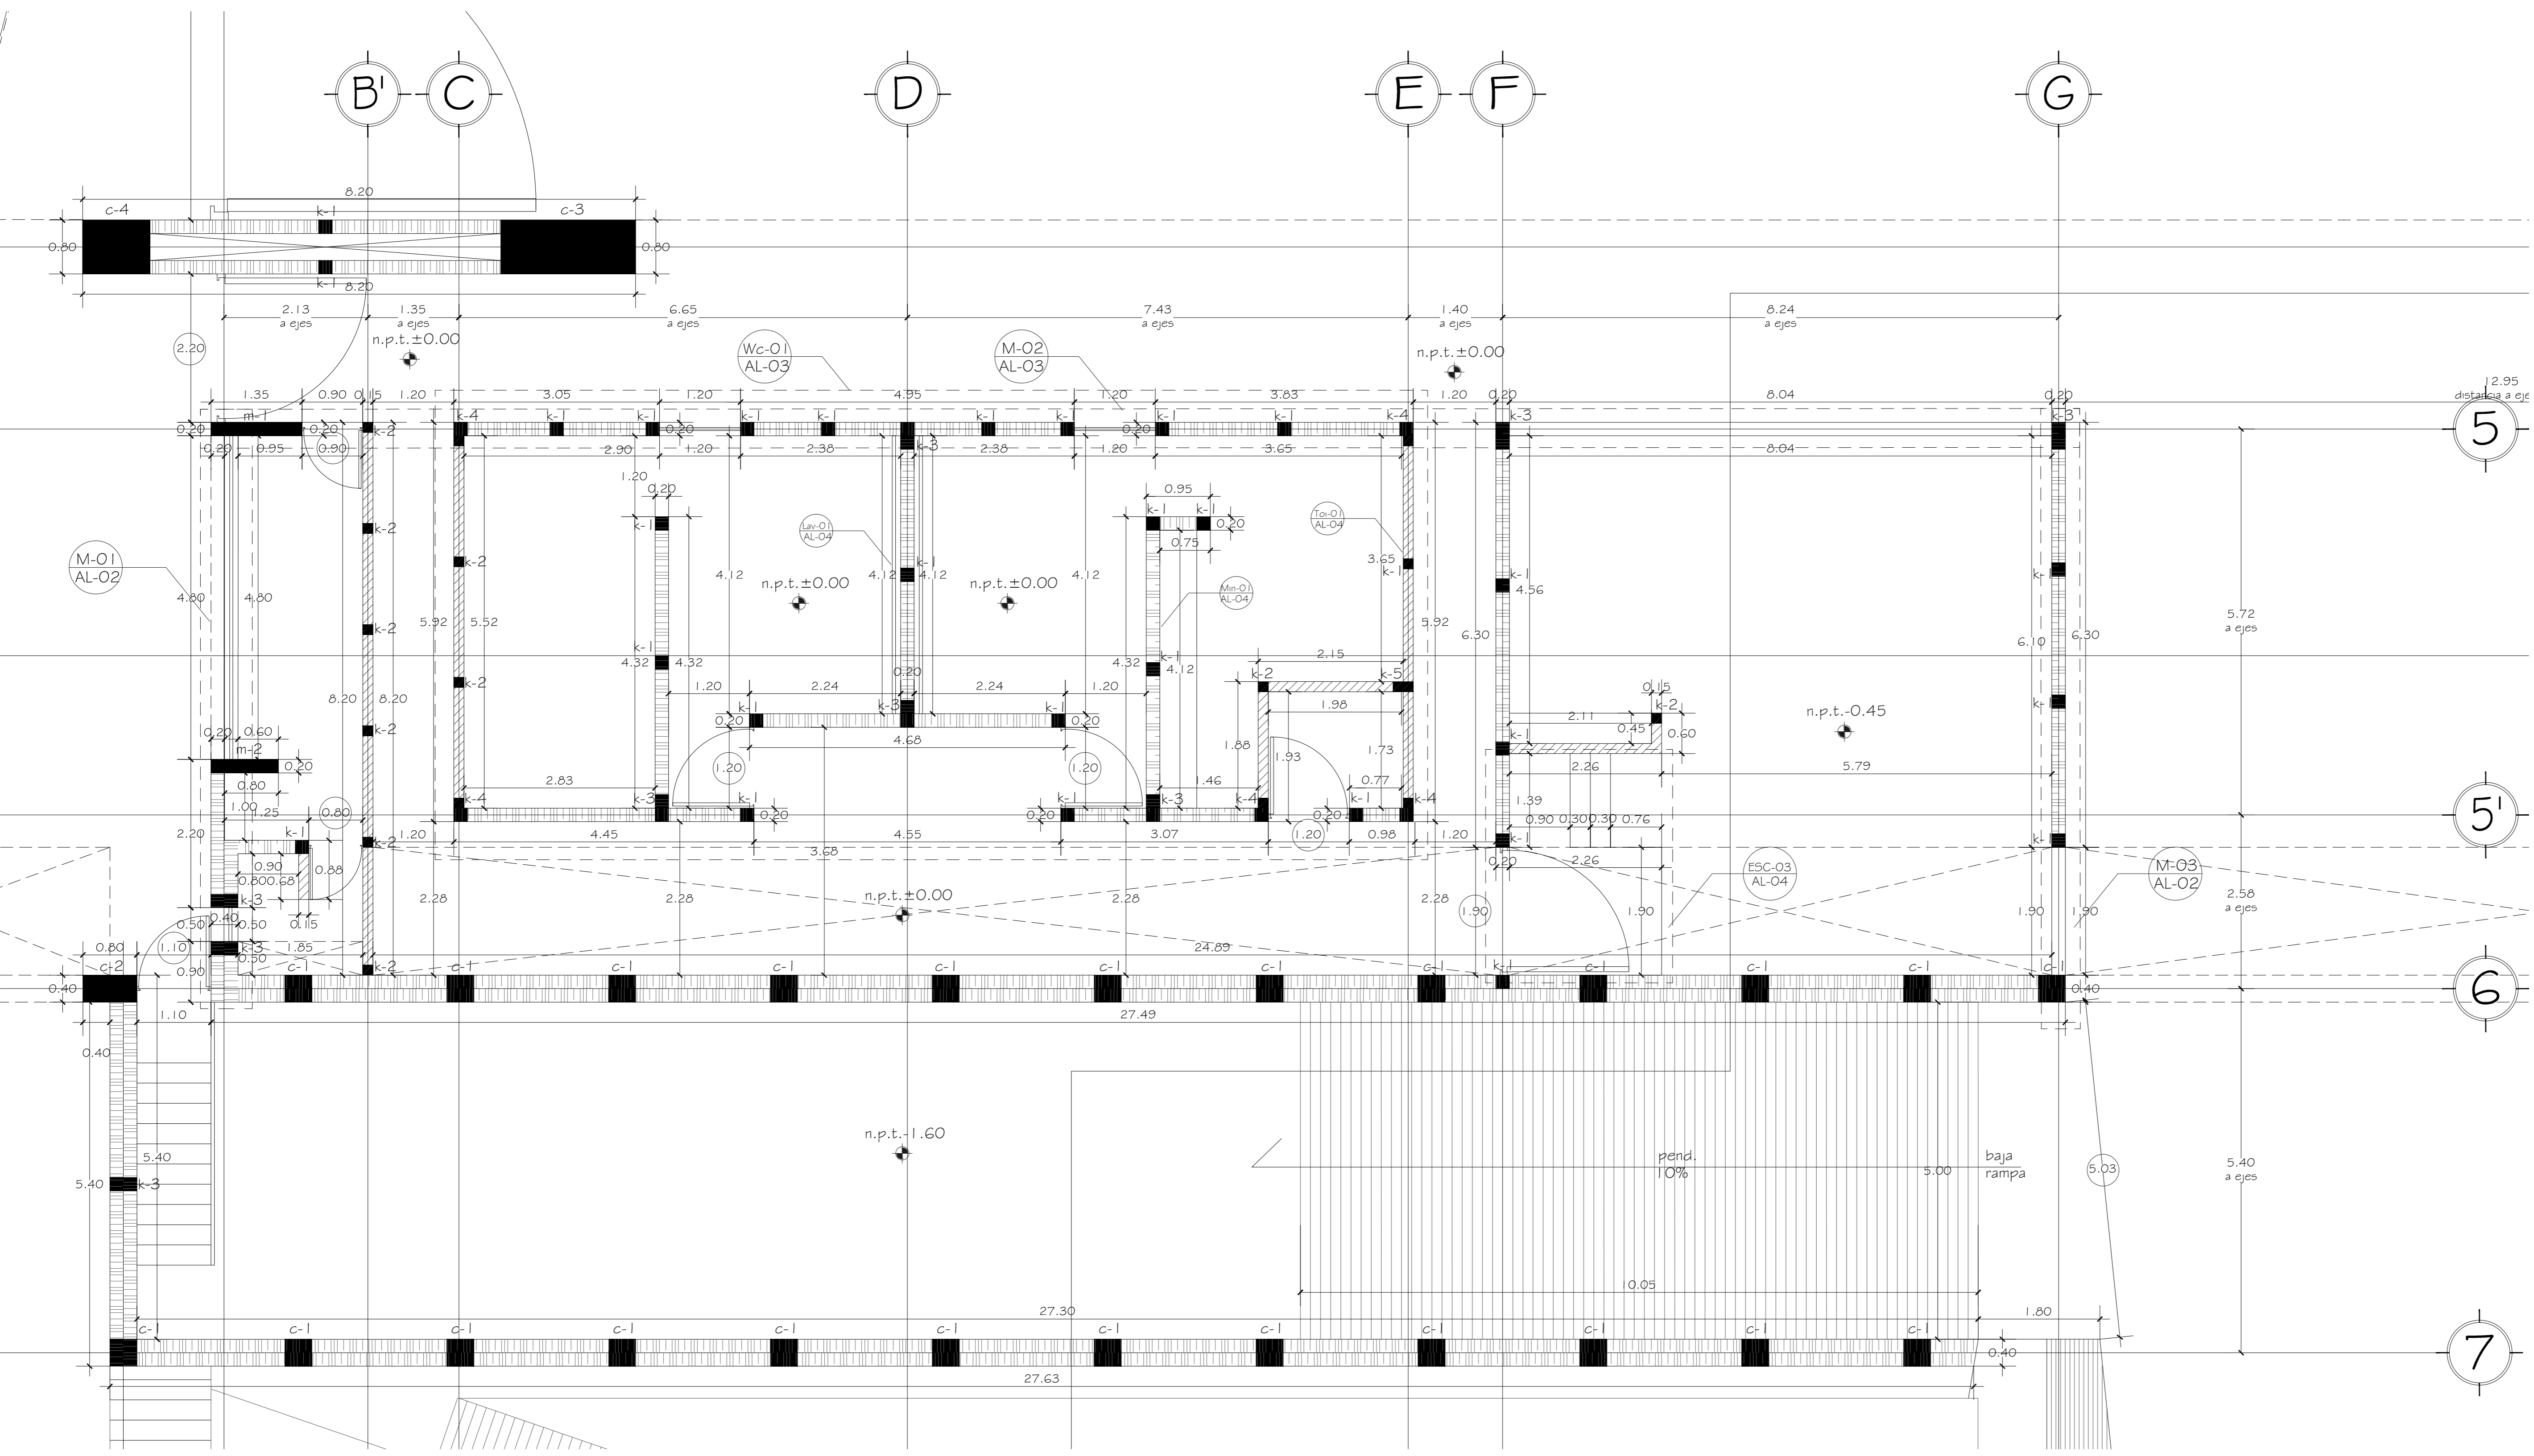 B' C D E F G
8.20
c-4 k-1 c-3
0.80 0.80
k-1
8.20
2.13 1.35 6.65 7.43 1.40 8.24
a ejes a ejes a ejes a ejes a ejes a ejes
n.p.t.±0.00
2.20
Wc-01
AL-03
M-02
AL-03
n.p.t.±0.00
12.95
1.35 0.90 0.15 1.20 3.05 1.20 4.95 1.20 3.83 1.20 0.20 8.04 0.20
m-1 k-4 k-1 k-1 k-1 k-1 k-1 k-1 k-1 k-1 k-4 k-3 k-3
0.20 0.20 k-2 0.20 0.20 5
k-3
0.20 0.95 0.90 2.90 1.20 2.38 2.38 1.20 3.65 8.04
1.20
0.20 0.95
k-2 k-1 k-1 k-1 0.20
Lav-01
AL-04
Toi-01
AL-04
0.75
M-01
AL-02
k-2 k-1 3.65
k-1 k-1 k-1
4.12 4.12 4.12 4.12 4.56
n.p.t.±0.00 n.p.t.±0.00
Min-01
AL-04
4.80 4.80
5.72
a ejes
k-2 5.92 5.52 5.92
6.30 6.10 6.30
k-1 k-1
4.32 4.32 4.32 4.12
2.15
0.20
k-2 k-2 k-5
1.20 2.24 2.24 1.20 0.15
8.20 8.20
k-1 k-3 k-1 1.98 k-2 k-1
n.p.t.-0.45
0.20 0.20 2.11
0.45 0.60
k-2 k-1
0.20 0.60 4.68
m-2 1.88 1.93 1.73
0.20 1.20 1.20 2.26 5.79
0.80 2.83 1.46 0.77
k-4 k-3 k-1 k-1 k-3 k-4 k-1 k-4
1.00 1.39
1.25 0.80 0.20 0.20 0.20 5'
0.90 0.30 0.30 0.76
2.20 k-1 1.20 4.45 4.55 3.07 1.20 0.98 1.20
k-2 k-1 k-1
3.68
0.90 0.88 0.20 2.26
ESC-03
AL-04
M-03
AL-02
0.80 0.68
k-3 2.28 2.28 2.28 2.28
n.p.t.±0.00
2.58
a ejes
0.50 0.40 0.50 0.15 1.90 1.90 1.90 1.90
0.80 1.10 k-3 1.85 24.89
0.50
c-2 0.90 c-1 k-2 c-1 c-1 c-1 c-1 c-1 c-1 c-1 k-1 c-1 c-1 c-1 c-1
0.40 0.40 6
1.10 27.49
0.40
n.p.t.-1.60
5.40 pend. baja
10% 5.00 rampa
5.03
5.40
a ejes
5.40 k-3
10.05
27.30 1.80
c-1 c-1 c-1 c-1 c-1 c-1 c-1 c-1 c-1 c-1 c-1 c-1
0.40 7
27.63